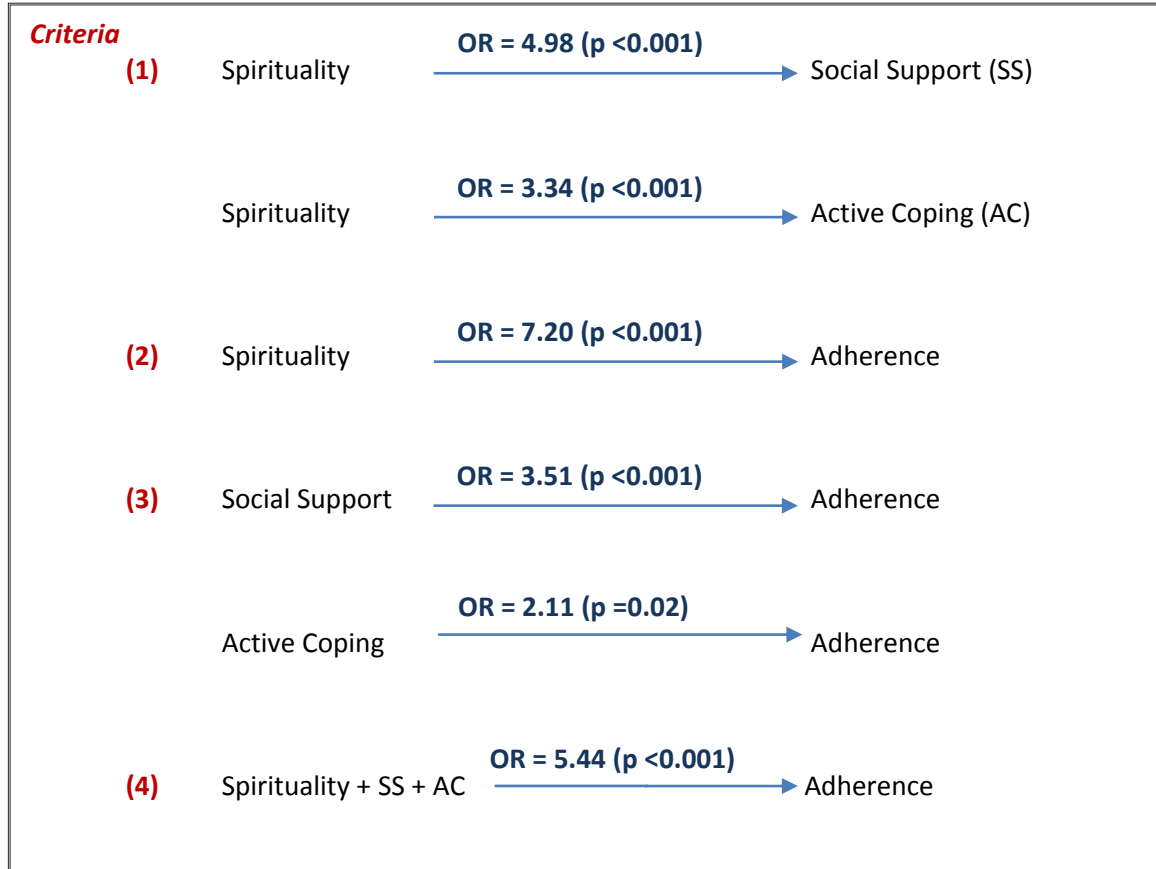 Criteria
OR = 4.98 (p <0.001)
(1) Spirituality Social Support (SS)
OR = 3.34 (p <0.001)
Spirituality Active Coping (AC)
OR = 7.20 (p <0.001)
(2) Spirituality Adherence
OR = 3.51 (p <0.001)
(3) Social Support Adherence
OR = 2.11 (p =0.02)
Active Coping Adherence
OR = 5.44 (p <0.001)
(4) Spirituality + SS + AC Adherence